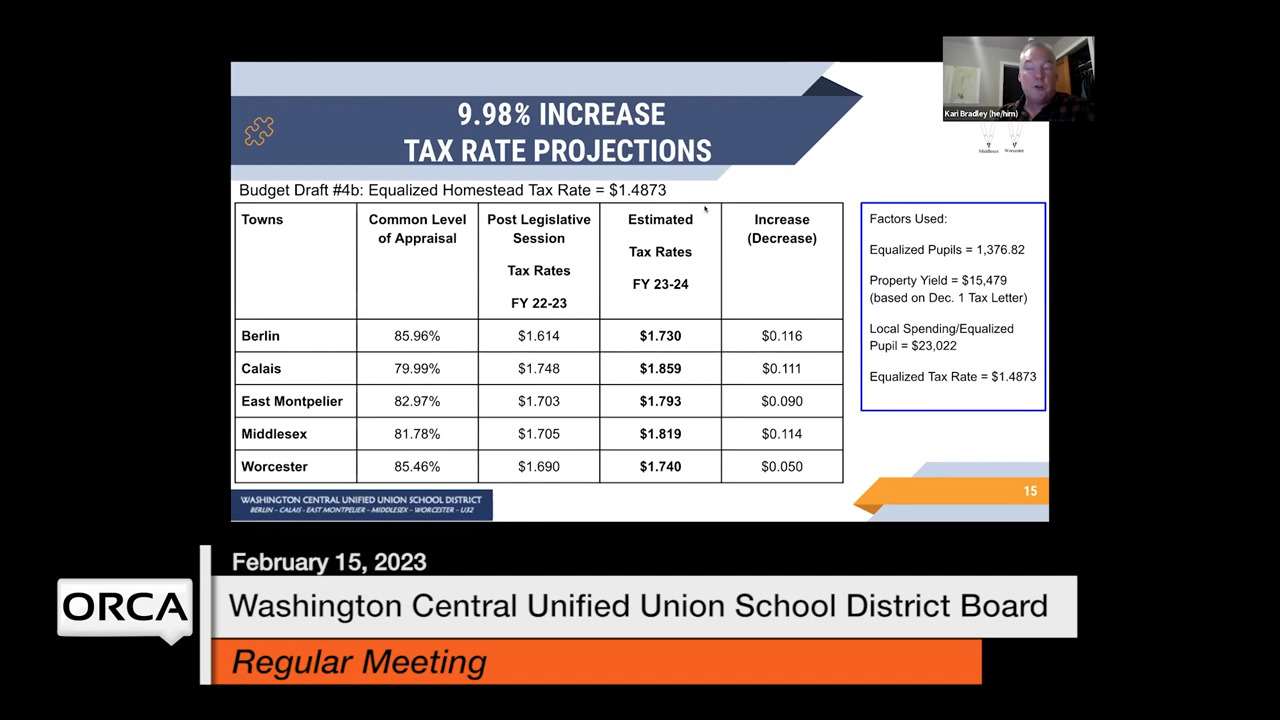 9.98% INCREASE
TAX RATE PROJECTIONS
Kari Bradley (he/him)
Middlesex Worcester
Budget Draft #4b: Equalized Homestead Tax Rate = $1.4873
Towns
Common Level
of Appraisal
Post Legislative
Session
Tax Rates
FY 22-23
Estimated
Tax Rates
FY 23-24
Increase
(Decrease)
Berlin 85.96% $1.614 $1.730 $0.116
Calais 79.99% $1.748 $1.859 $0.111
East Montpelier 82.97% $1.703 $1.793 $0.090
Middlesex 81.78% $1.705 $1.819 $0.114
Worcester 85.46% $1.690 $1.740 $0.050
Factors Used:
Equalized Pupils = 1,376.82
Property Yield = $15,479
(based on Dec. 1 Tax Letter)
Local Spending/Equalized
Pupil = $23,022
Equalized Tax Rate = $1.4873
WASHINGTON CENTRAL UNIFIED UNION SCHOOL DISTRICT
BERLIN – CALAIS - EAST MONTPELIER – MIDDLESEX – WORCESTER – U32
15
February 15, 2023
ORCA
Washington Central Unified Union School District Board
Regular Meeting